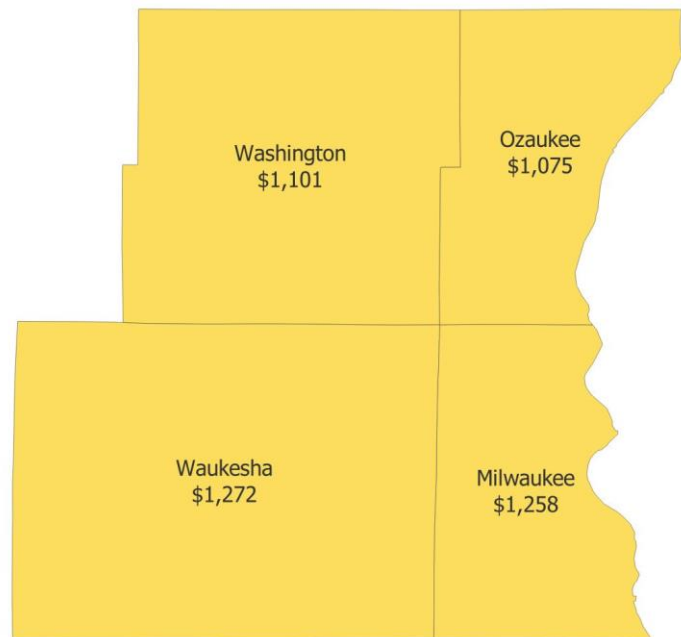 Washington
$1,101
Ozaukee
$1,075
Waukesha
$1,272
Milwaukee
$1,258